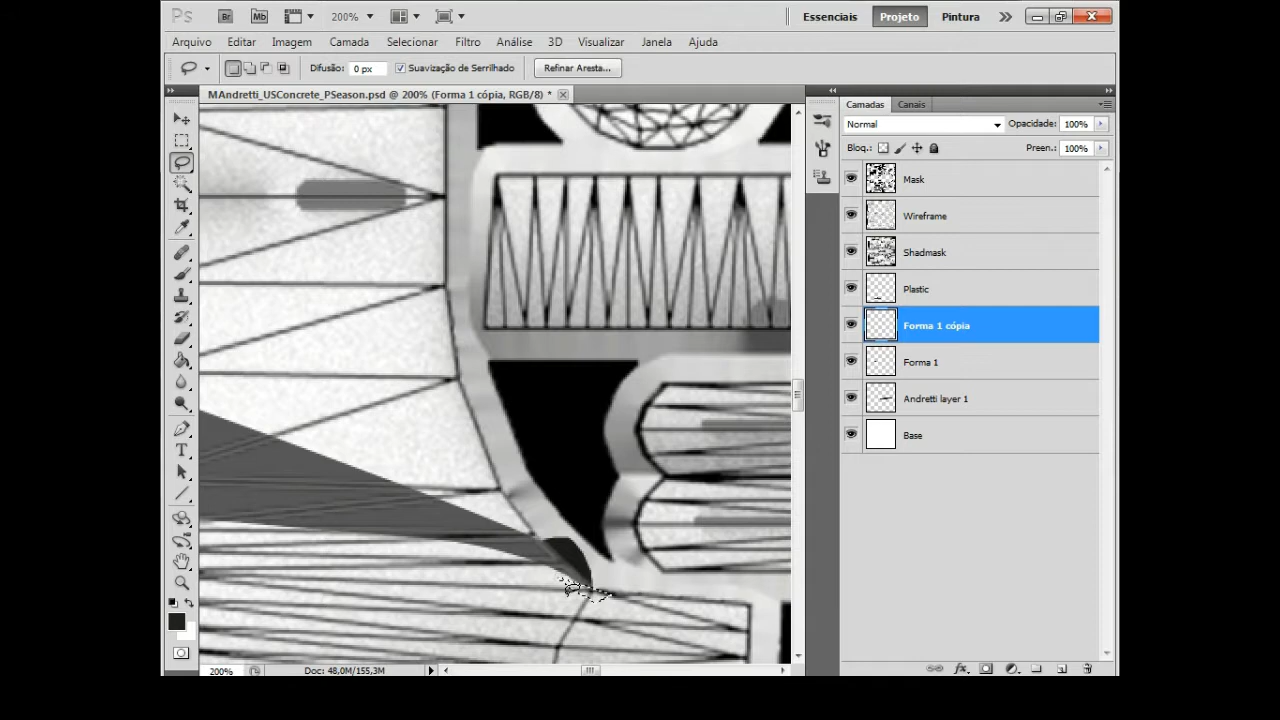 Ps Br Mb 200% Essenciais Projeto Pintura
Arquivo Editar Imagem Camada Selecionar Filtro Análise 3D Visualizar Janela Ajuda
Difusão: 0 px Suavização de Serrilhado Refinar Aresta...
MAndretti_USConcrete_PSeason.psd @ 200% (Forma 1 cópia, RGB/8) *
Camadas Canais
Normal Opacidade: 100%
Bloq.: Preen.: 100%
Mask
Wireframe
Shadmask
Plastic
Forma 1 cópia
Forma 1
Andretti layer 1
Base
T
200% Doc: 48,0M/155,3M
fx